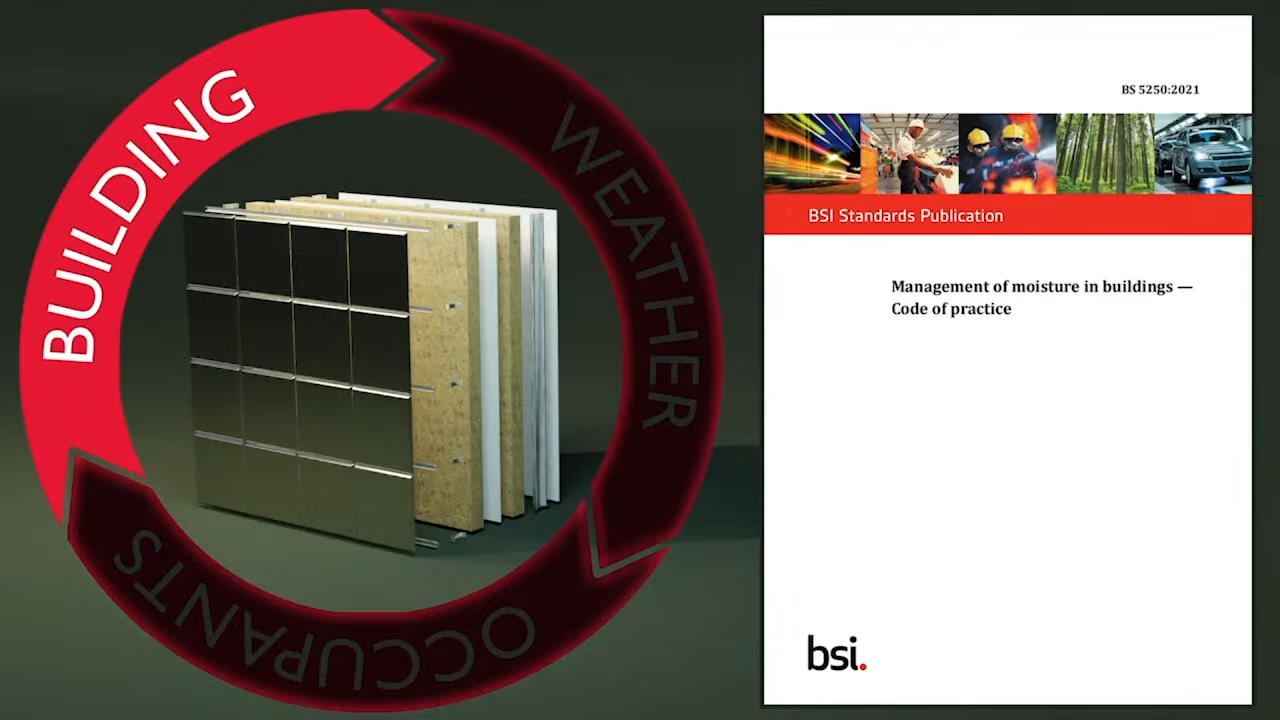 BUILDING
WEATHER
OCCUPANTS
BS 5250:2021
BSI Standards Publication
Management of moisture in buildings —
Code of practice
bsi.